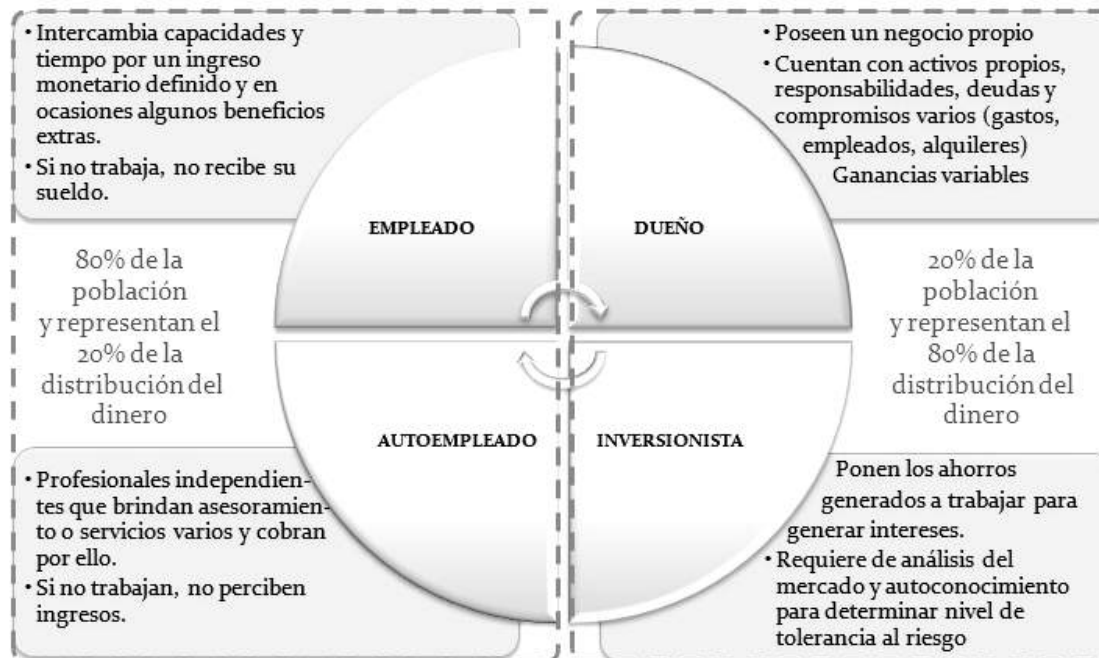 • Intercambia capacidades y
tiempo por un ingreso
monetario definido y en
ocasiones algunos beneficios
extras.
• Si no trabaja, no recibe su
sueldo.
• Poseen un negocio propio
• Cuentan con activos propios,
responsabilidades, deudas y
compromisos varios (gastos,
empleados, alquileres)
Ganancias variables
EMPLEADO
DUEÑO
80% de la
población
y representan el
20% de la
distribución del
dinero
20% de la
población
y representan el
80% de la
distribución del
dinero
AUTOEMPLEADO
INVERSIONISTA
• Profesionales independien-
tes que brindan asesoramien-
to o servicios varios y cobran
por ello.
• Si no trabajan, no perciben
ingresos.
Ponen los ahorros
generados a trabajar para
generar intereses.
• Requiere de análisis del
mercado y autoconocimiento
para determinar nivel de
tolerancia al riesgo